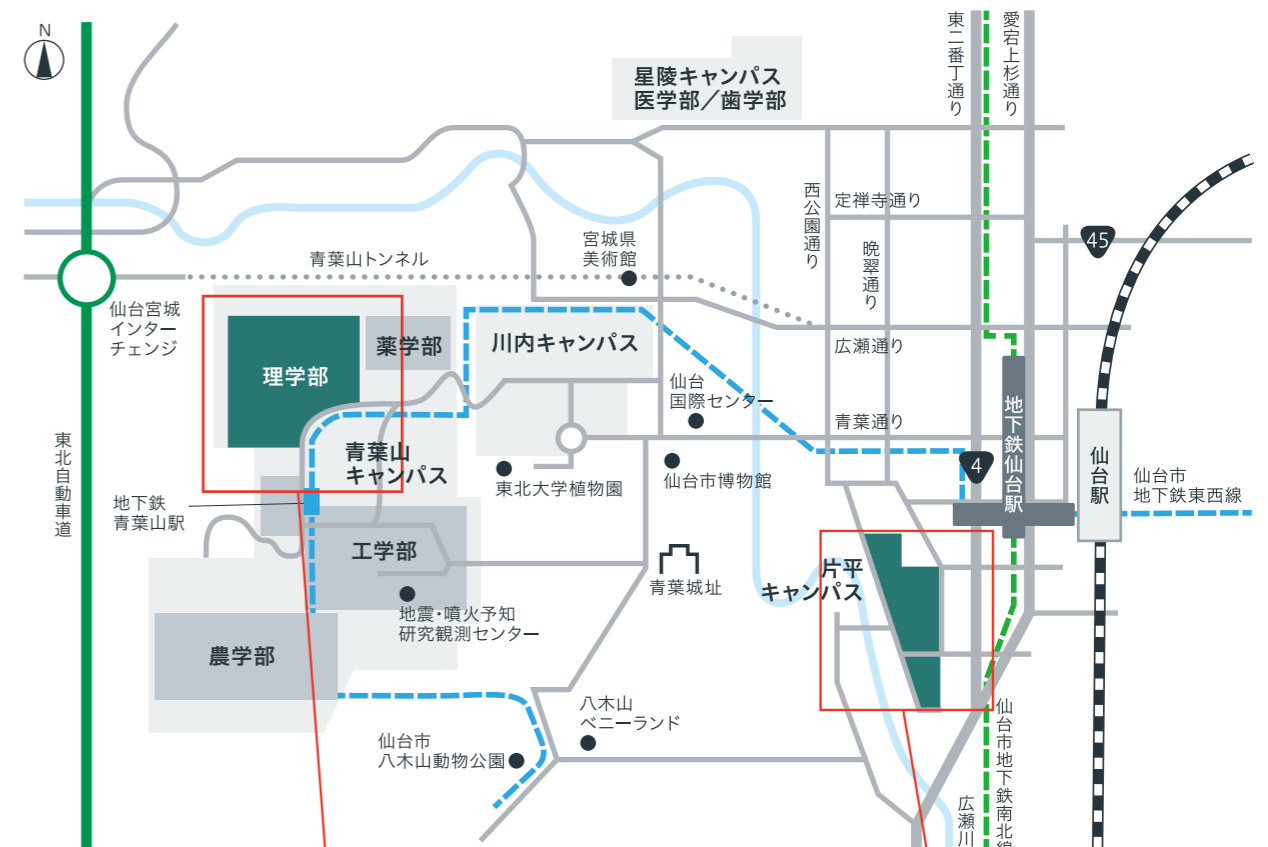 N
東二番丁通り
愛宕上杉通り
星陵キャンパス
医学部／歯学部
西公園通り
定禅寺通り
晩翠通り
45
宮城県
美術館
青葉山トンネル
仙台宮城
インター
チェンジ
薬学部
川内キャンパス
広瀬通り
理学部
仙台
国際センター
青葉通り
地下鉄仙台駅
仙台駅
東北自動車道
青葉山
キャンパス
4
仙台市
地下鉄東西線
東北大学植物園
仙台市博物館
地下鉄
青葉山駅
工学部
青葉城址
片平
キャンパス
地震・噴火予知
研究観測センター
農学部
八木山
ベニーランド
仙台市
八木山動物公園
仙台市地下鉄南北線
広瀬川